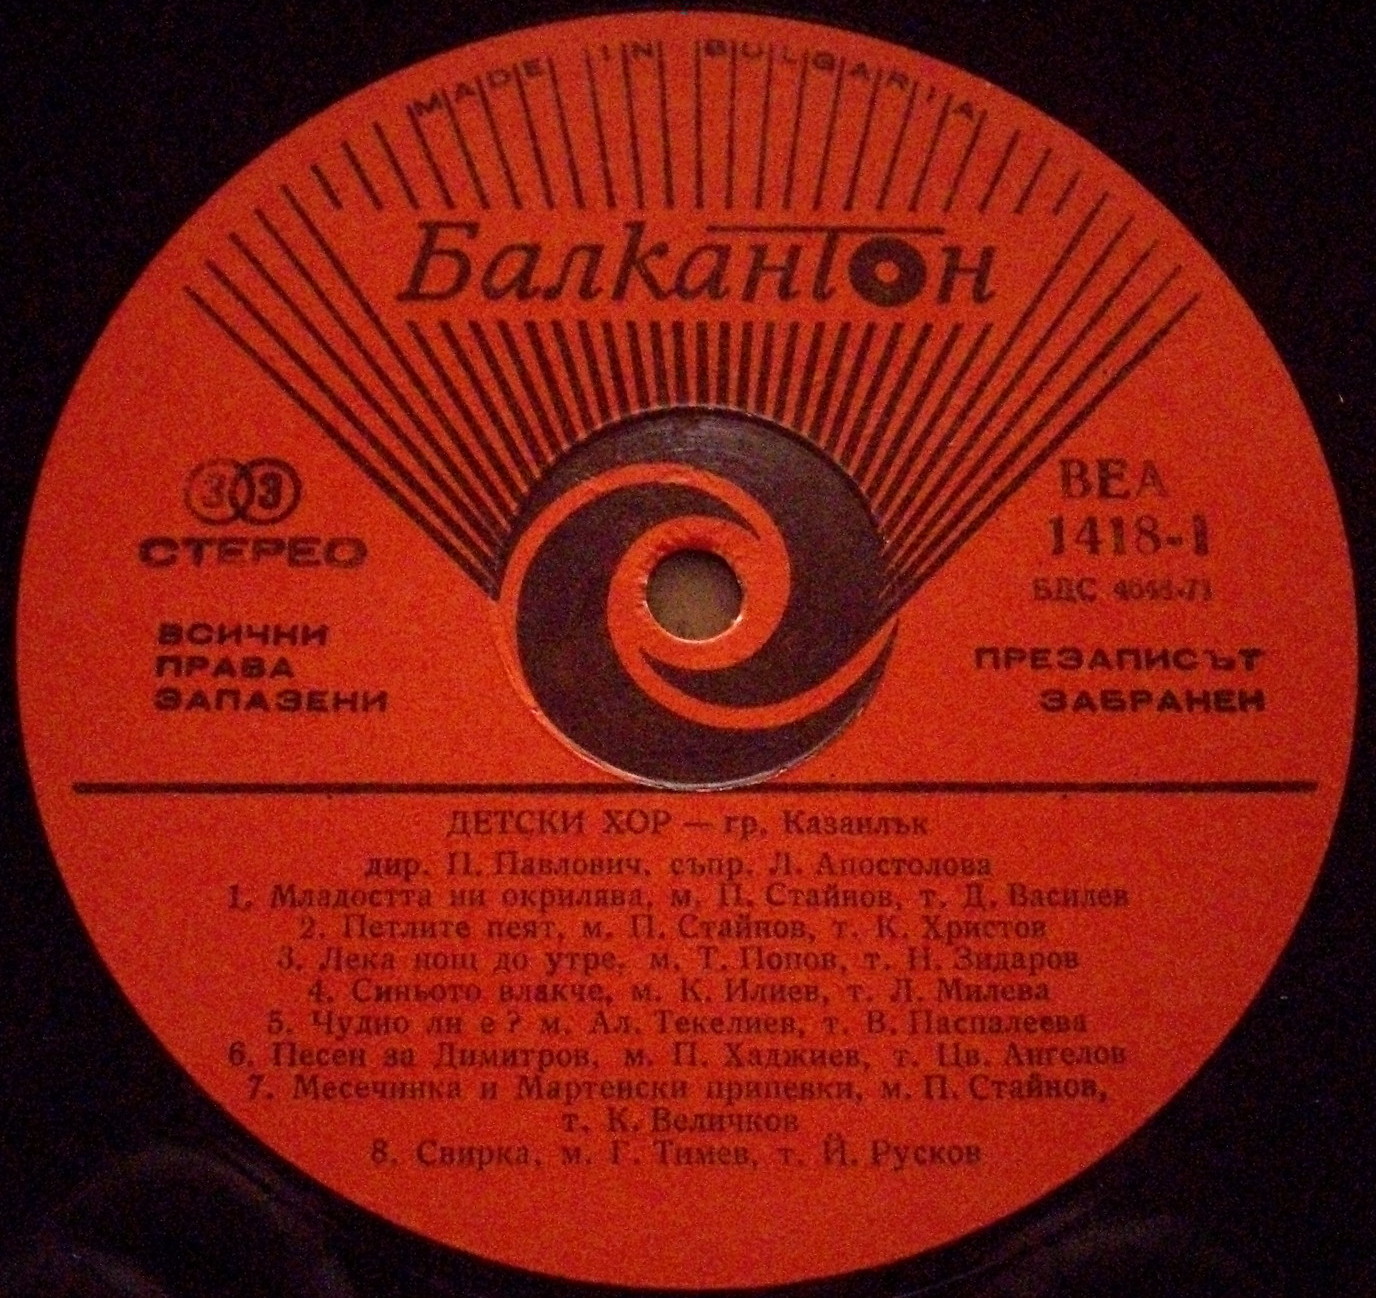 MADE IN BULGARIA
Балкантон
33
СТЕРЕО
ВСИЧНИ
ПРАВА
ЗАПАЗЕНИ
ВЕА
1418-1
БДС 4648-71
ПРЕЗАПИСЪТ
ЗАБРАНЕН
ДЕТСКИ ХОР — гр. Казанлък
дир. П. Павлович, съпр. Л. Апостолова
1. Младостта ни окрилява, м. П. Стайнов, т. Д. Василев
2. Петлите пеят, м. П. Стайнов, т. К. Христов
3. Лека нощ до утре, м. Т. Попов, т. Н. Зидаров
4. Синьото влакче, м. К. Илиев, т. Л. Милева
5. Чудно ли е? м. Ал. Текелиев, т. В. Паспалеева
6. Песен за Димитров, м. П. Хаджиев, т. Цв. Ангелов
7. Месечинка и Мартенски припевки, м. П. Стайнов,
т. К. Величков
8. Свирка, м. Г. Тимев, т. Й. Русков